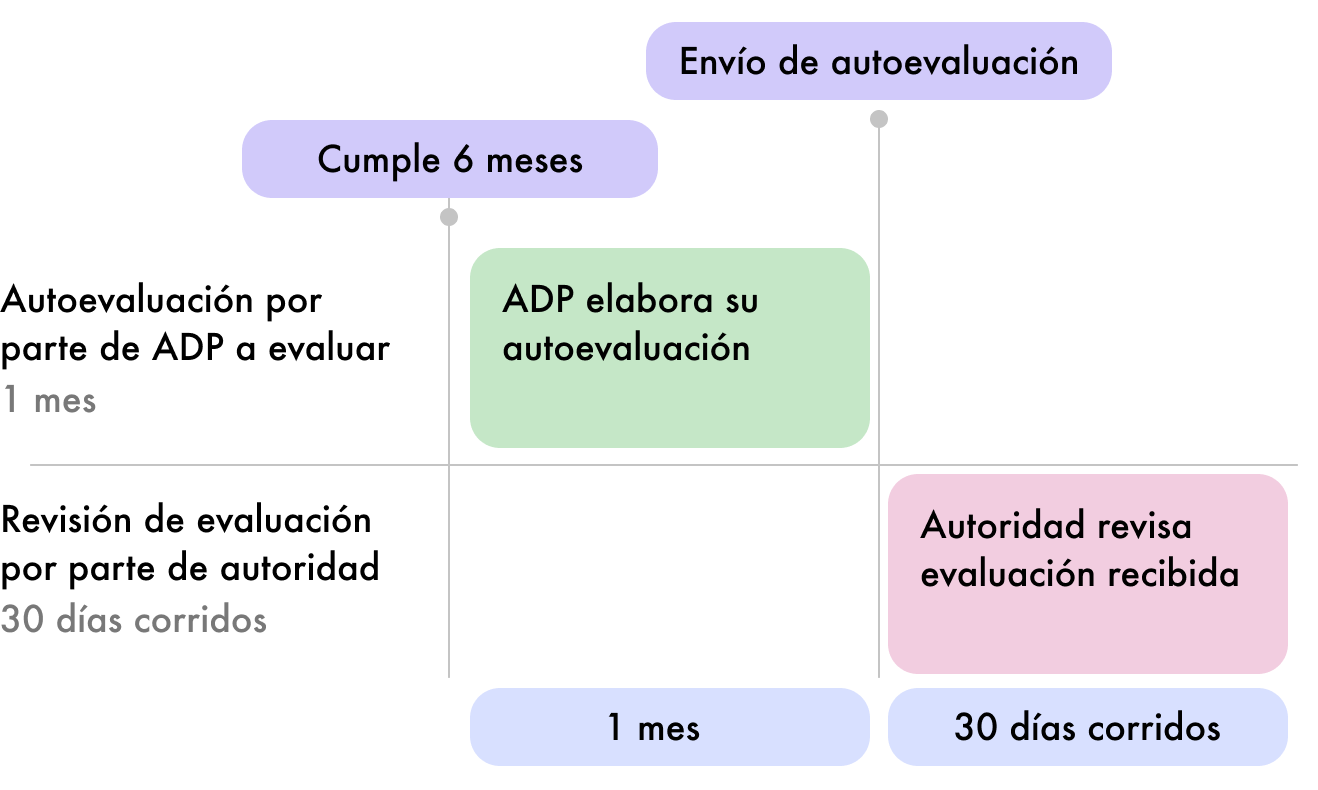 Envío de autoevaluación
Cumple 6 meses
Autoevaluación por
parte de ADP a evaluar
1 mes
ADP elabora su
autoevaluación
Revisión de evaluación
por parte de autoridad
30 días corridos
Autoridad revisa
evaluación recibida
1 mes
30 días corridos